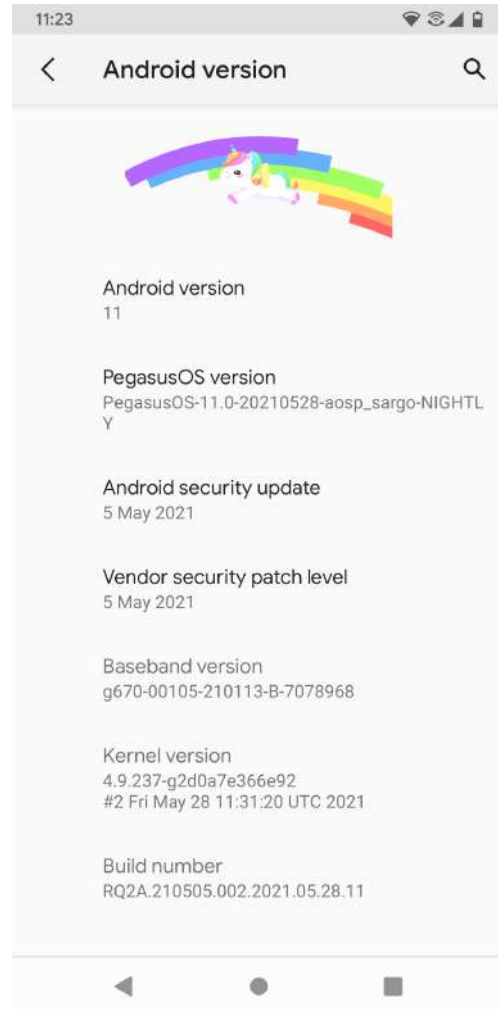 11:23
Android version
Android version
11
PegasusOS version
PegasusOS-11.0-20210528-aosp_sargo-NIGHTL
Y
Android security update
5 May 2021
Vendor security patch level
5 May 2021
Baseband version
g670-00105-210113-B-7078968
Kernel version
4.9.237-g2d0a7e366e92
#2 Fri May 28 11:31:20 UTC 2021
Build number
RQ2A.210505.002.2021.05.28.11